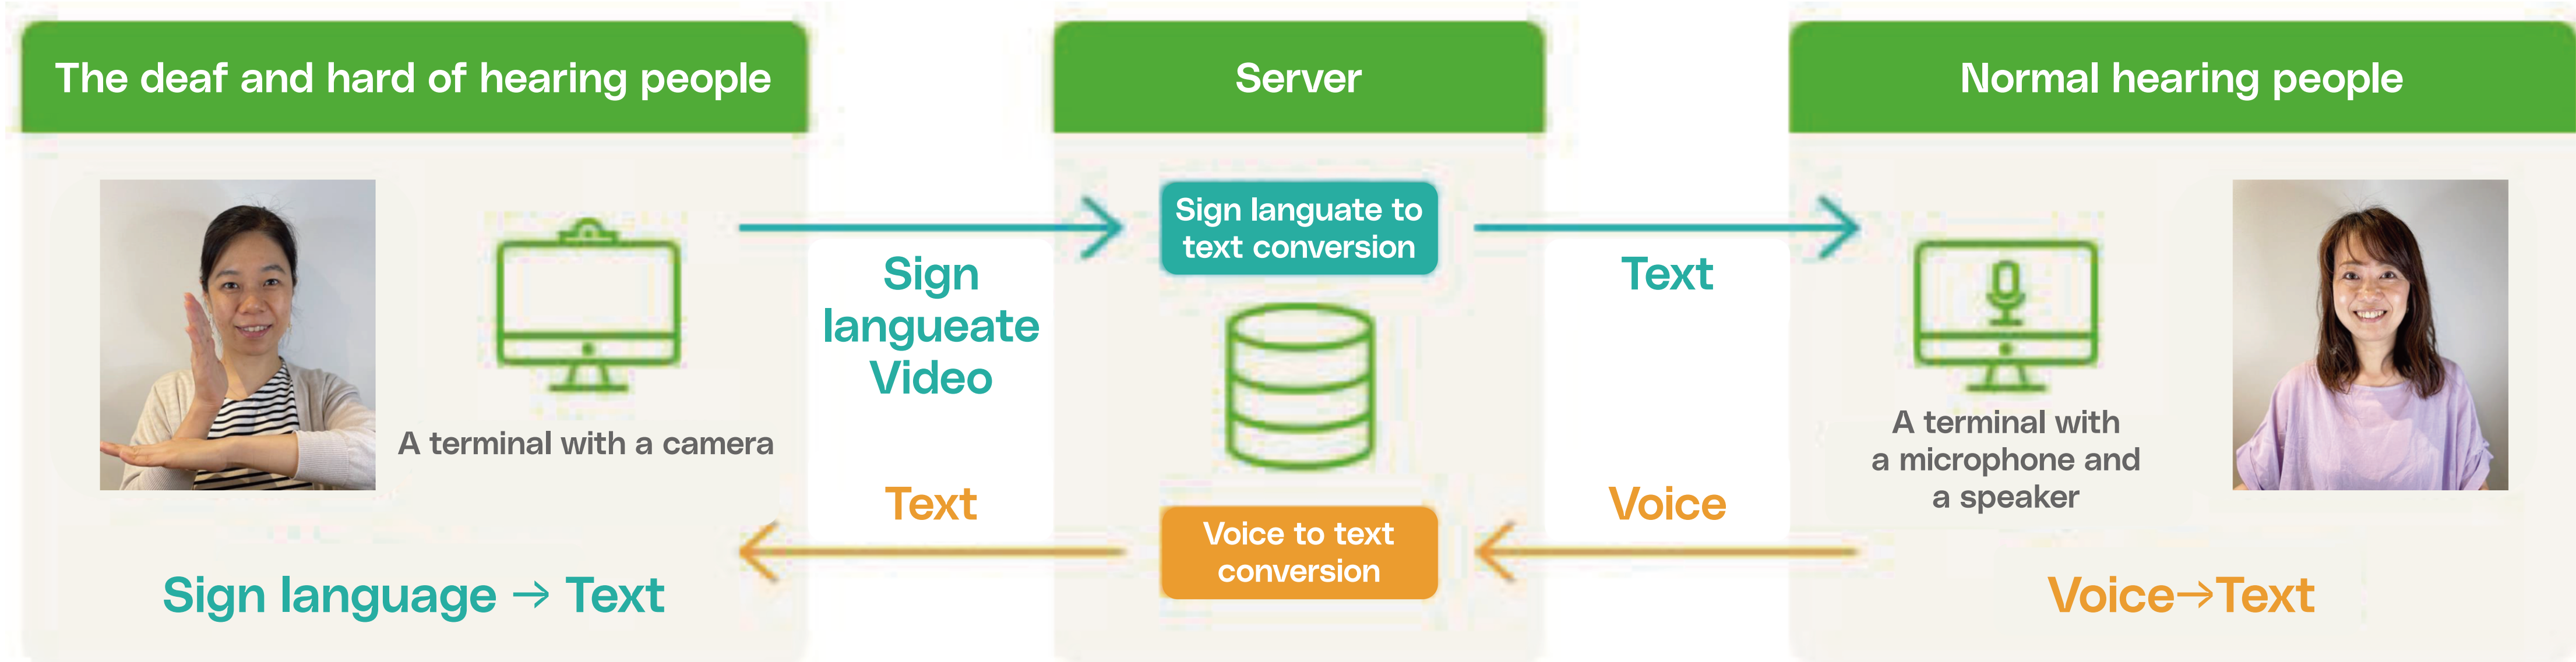 The deaf and hard of hearing people
A terminal with a camera
Sign language → Text
Sign
langueate
Video
Text
Server
Sign languate to
text conversion
Voice to text
conversion
Text
Voice
Normal hearing people
A terminal with
a microphone and
a speaker
Voice→Text